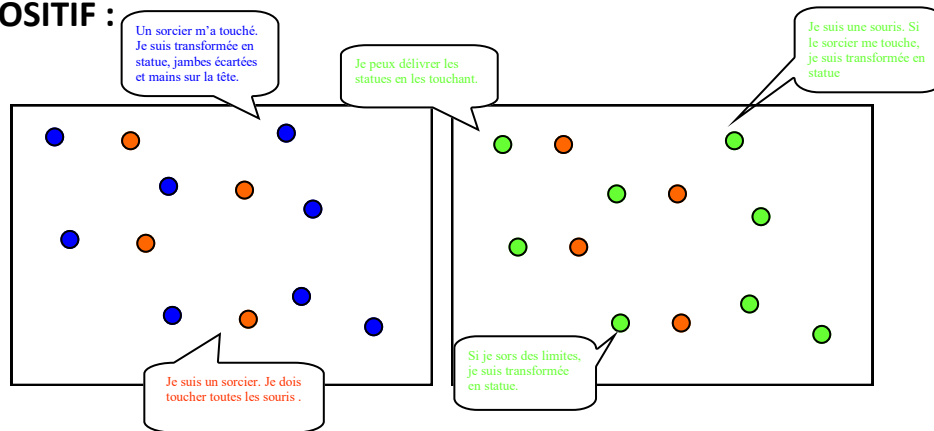 OSITIF :
Un sorcier m'a touché.
Je suis transformée en
statue, jambes écartées
et mains sur la tête.
Je peux délivrer les
statues en les touchant.
Je suis une souris. Si
le sorcier me touche,
je suis transformée en
statue
Je suis un sorcier. Je dois
toucher toutes les souris .
Si je sors des limites,
je suis transformée
en statue.